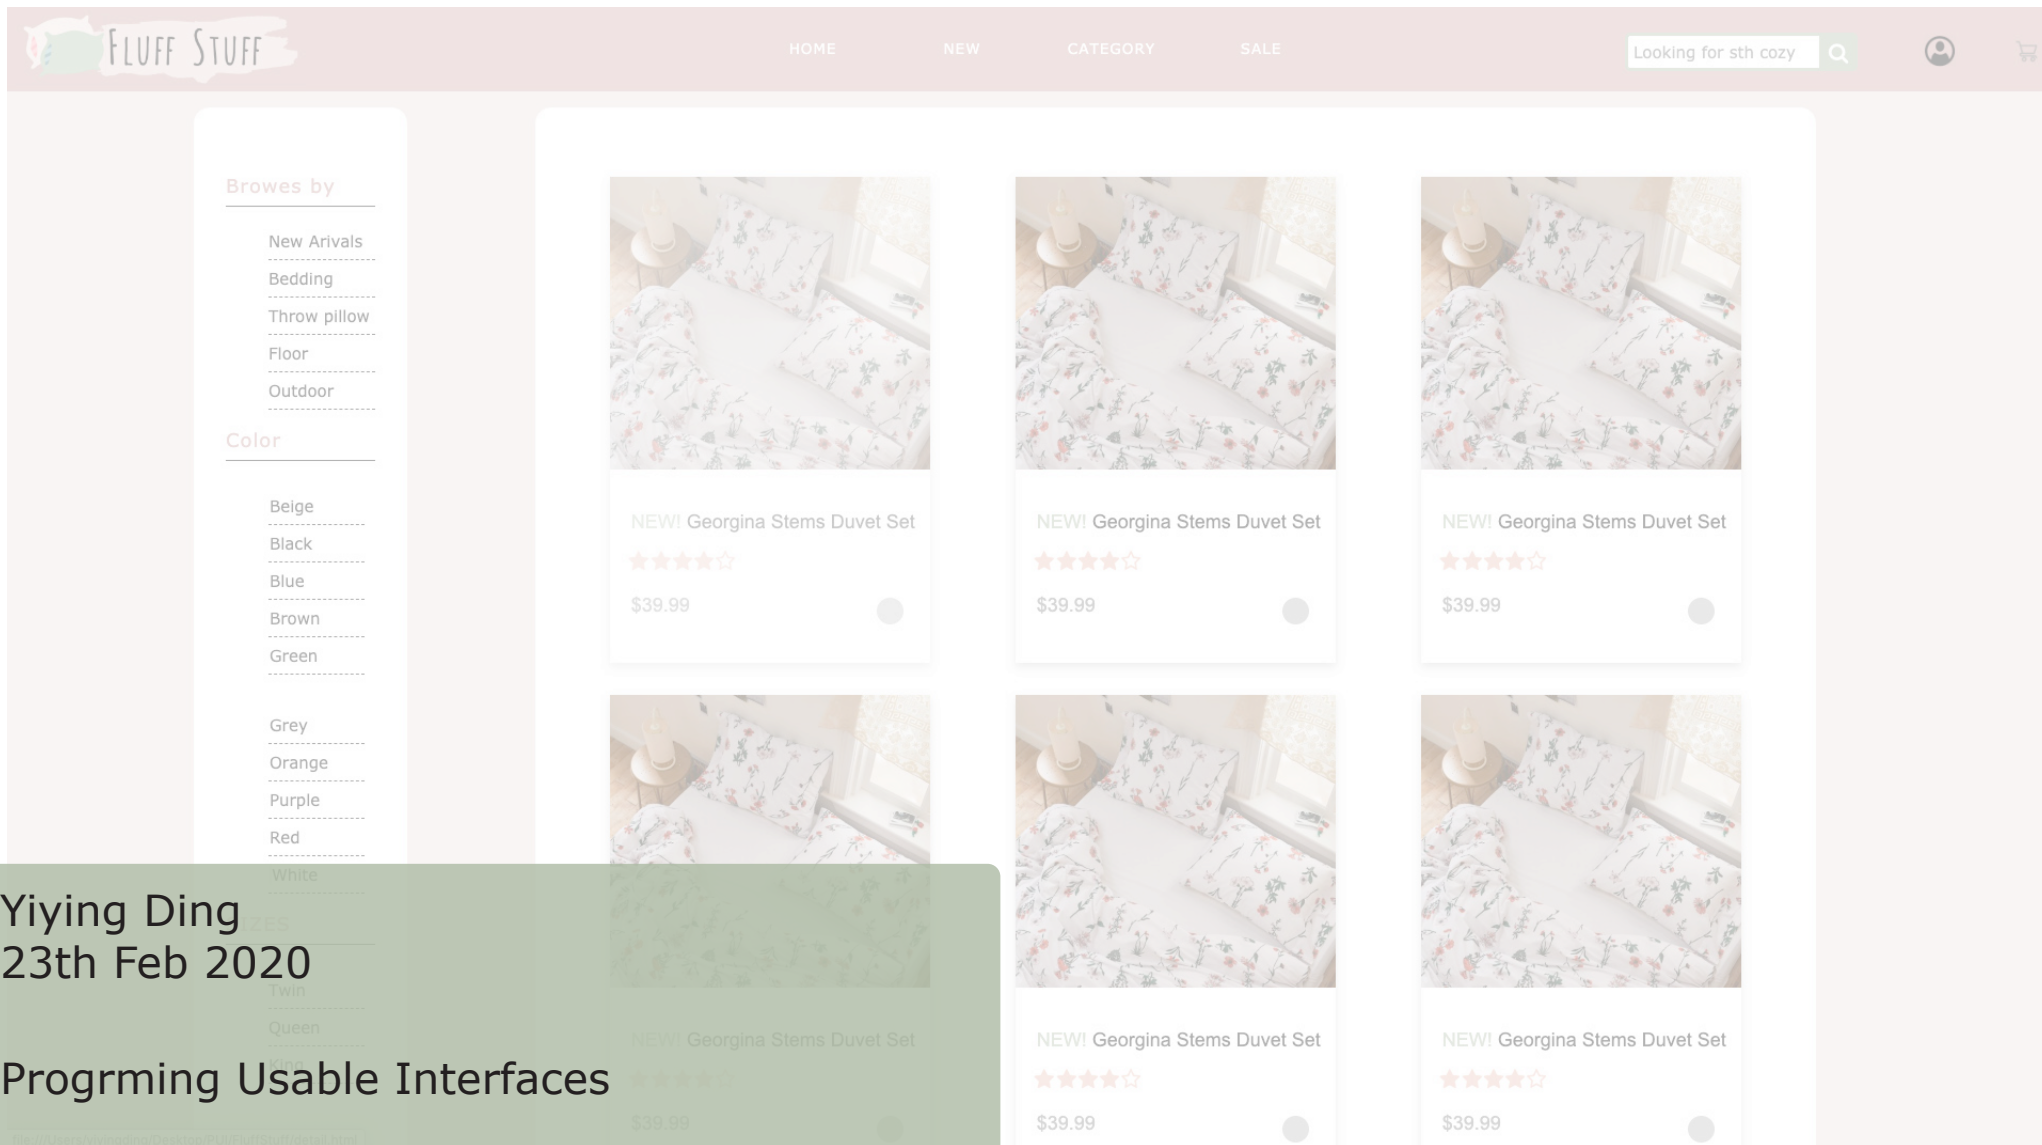 FLUFF STUFF
HOME NEW CATEGORY SALE
Looking for sth cozy
Browes by
New Arivals
Bedding
Throw pillow
Floor
Outdoor
Color
Beige
Black
Blue
Brown
Green
Grey
Orange
Purple
Red
White
IZES
Twin
Queen
King
NEW! Georgina Stems Duvet Set
$39.99
NEW! Georgina Stems Duvet Set
$39.99
NEW! Georgina Stems Duvet Set
$39.99
NEW! Georgina Stems Duvet Set
$39.99
NEW! Georgina Stems Duvet Set
$39.99
NEW! Georgina Stems Duvet Set
$39.99
Yiying Ding
23th Feb 2020
Progrming Usable Interfaces